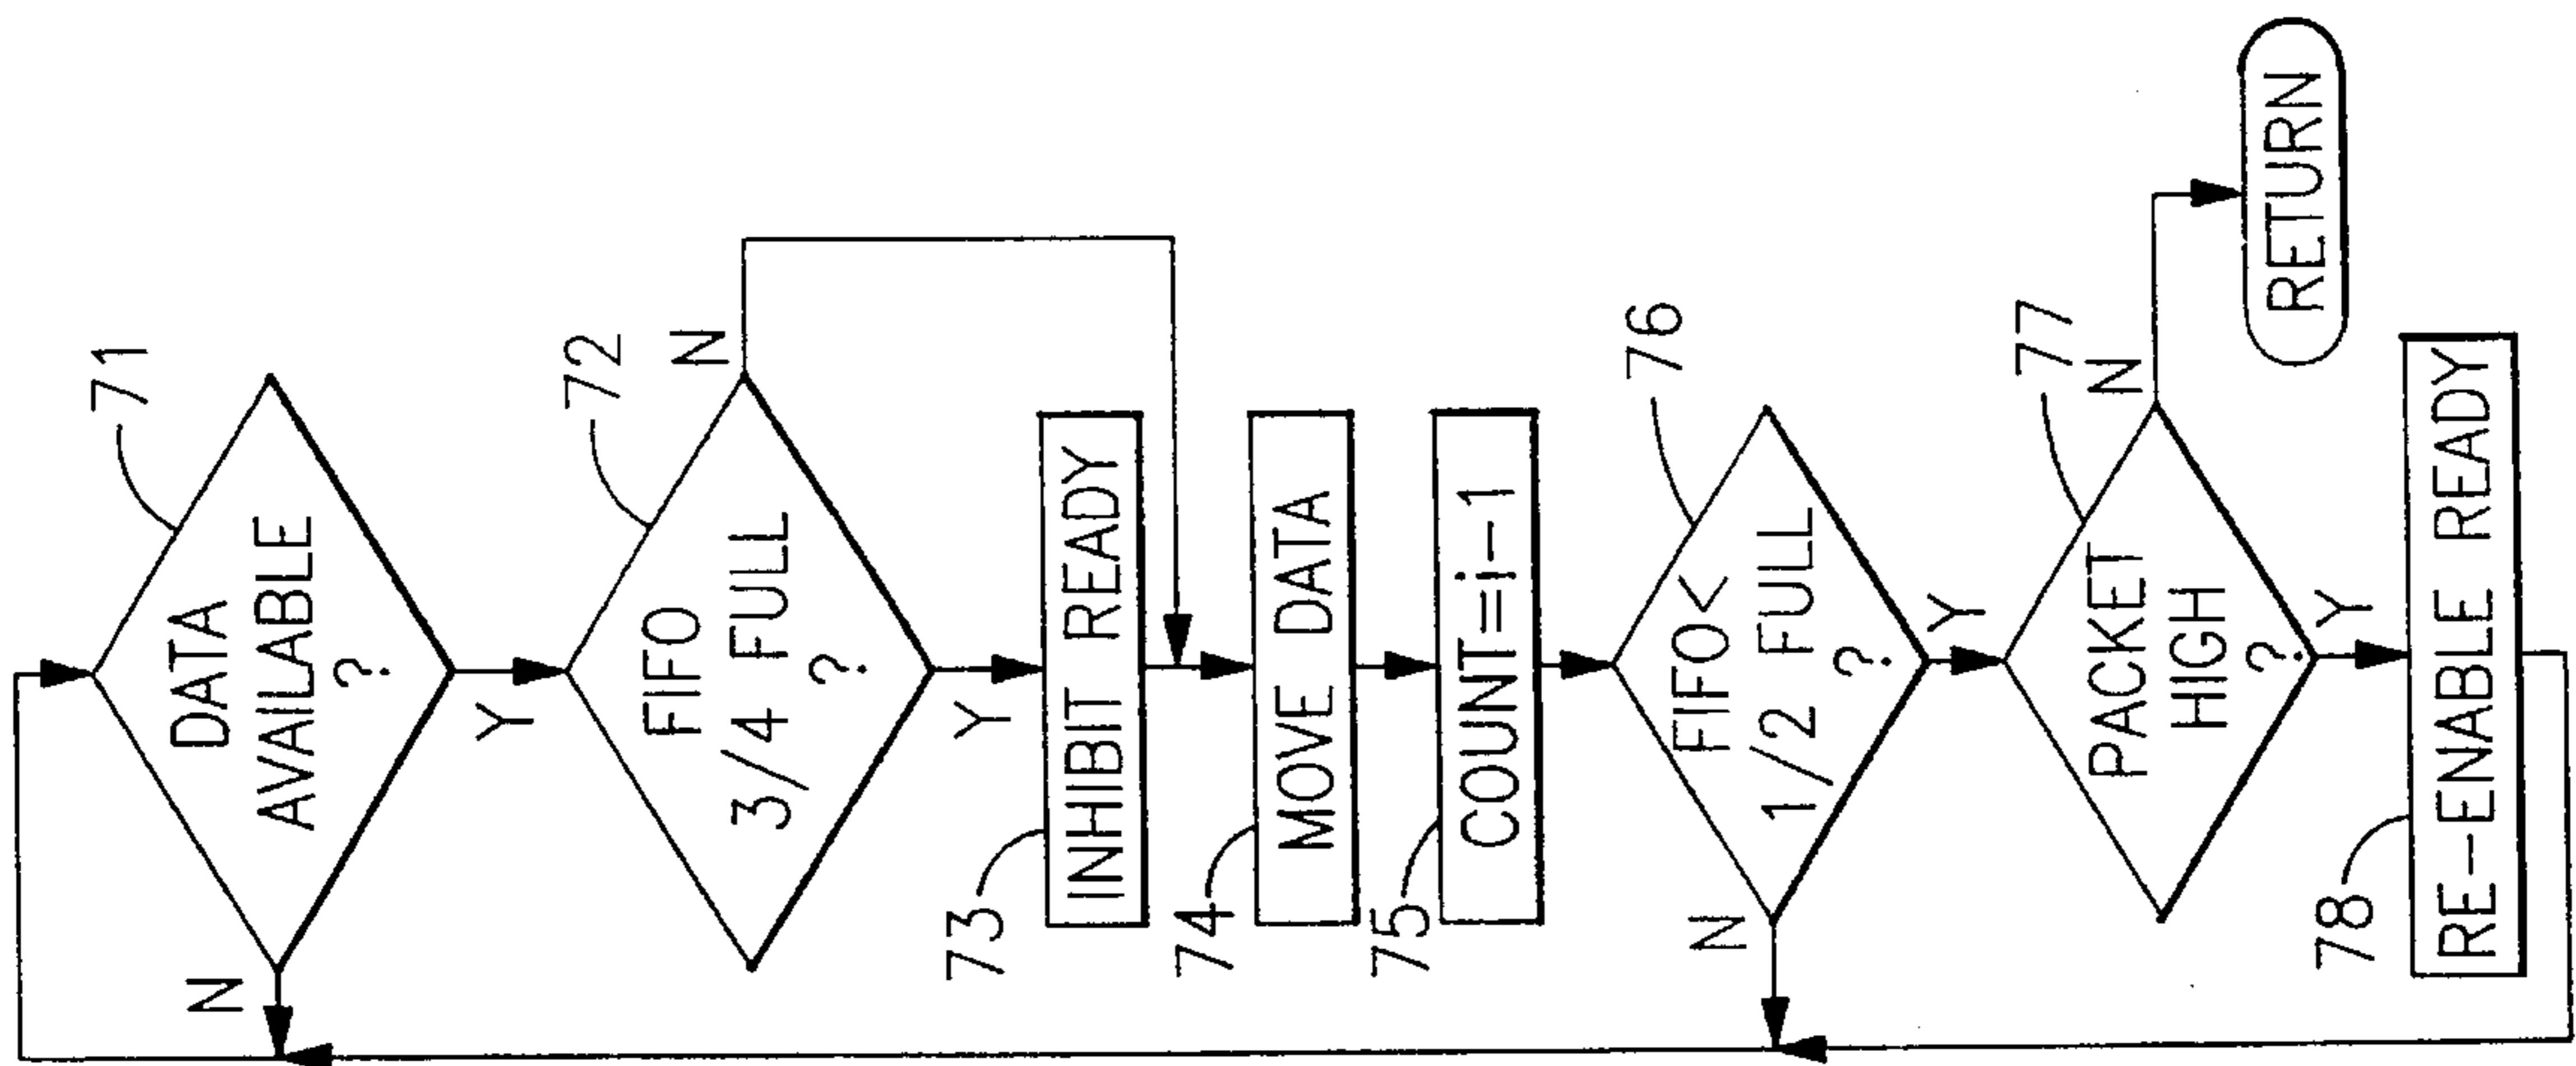 71
DATA
AVAILABLE
?
N
Y
72
FIFO
3/4 FULL
?
N
Y
73
INHIBIT READY
74
MOVE DATA
75
COUNT=i-1
76
FIFO<
1/2 FULL
?
N
Y
77
PACKET
HIGH
?
N
Y
RETURN
78
RE-ENABLE READY